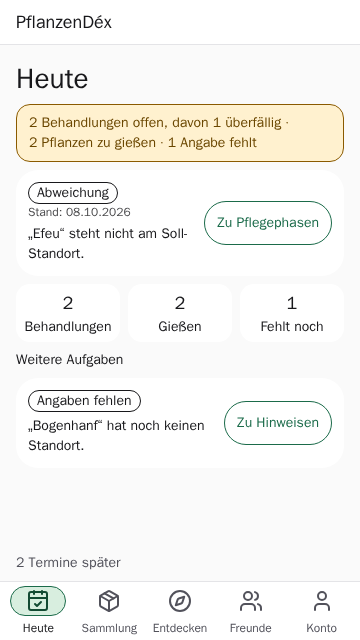 PflanzenDéx
Heute
2 Behandlungen offen, davon 1 überfällig ·
2 Pflanzen zu gießen · 1 Angabe fehlt
Abweichung
Stand: 08.10.2026
„Efeu“ steht nicht am Soll-
Standort.
Zu Pflegephasen
2
Behandlungen
2
Gießen
1
Fehlt noch
Weitere Aufgaben
Angaben fehlen
„Bogenhanf“ hat noch keinen
Standort.
Zu Hinweisen
2 Termine später
Heute
Sammlung
Entdecken
Freunde
Konto